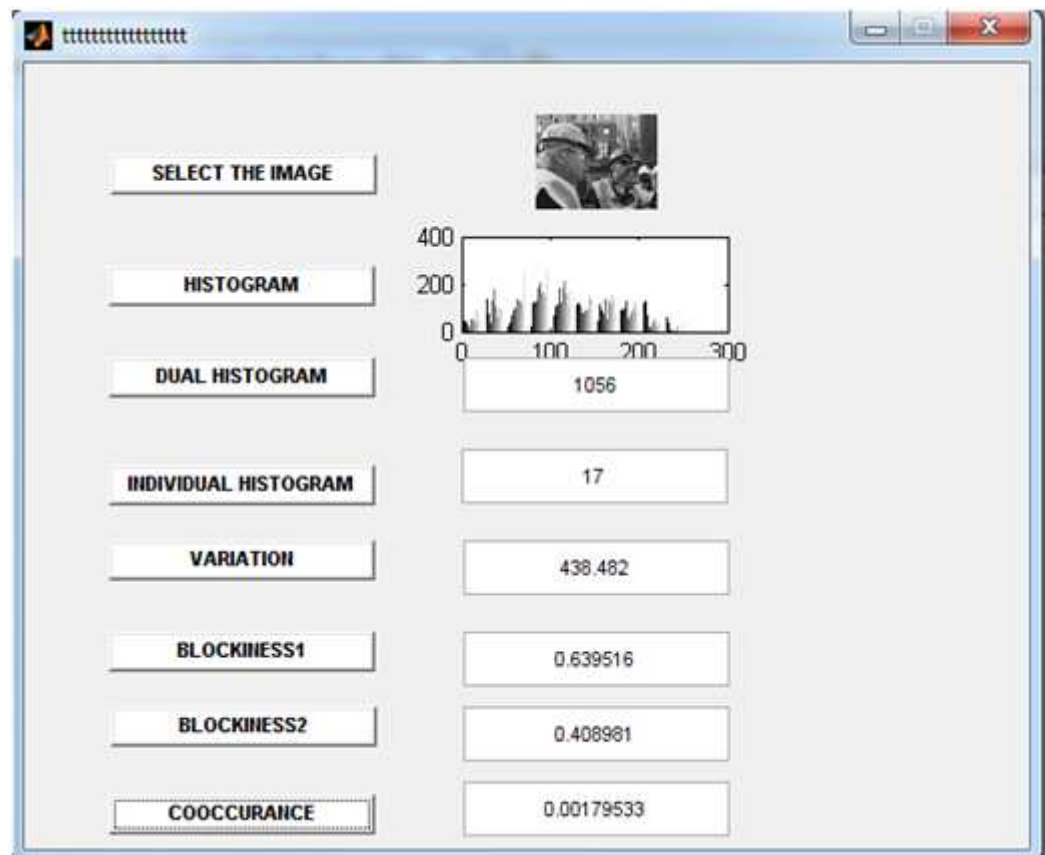 tttttttttttttttttt
SELECT THE IMAGE
400
HISTOGRAM
200
0
0 100 200 300
DUAL HISTOGRAM
1056
INDIVIDUAL HISTOGRAM
17
VARIATION
438.482
BLOCKINESS1
0.639516
BLOCKINESS2
0.408981
COOCCURANCE
0.00179533